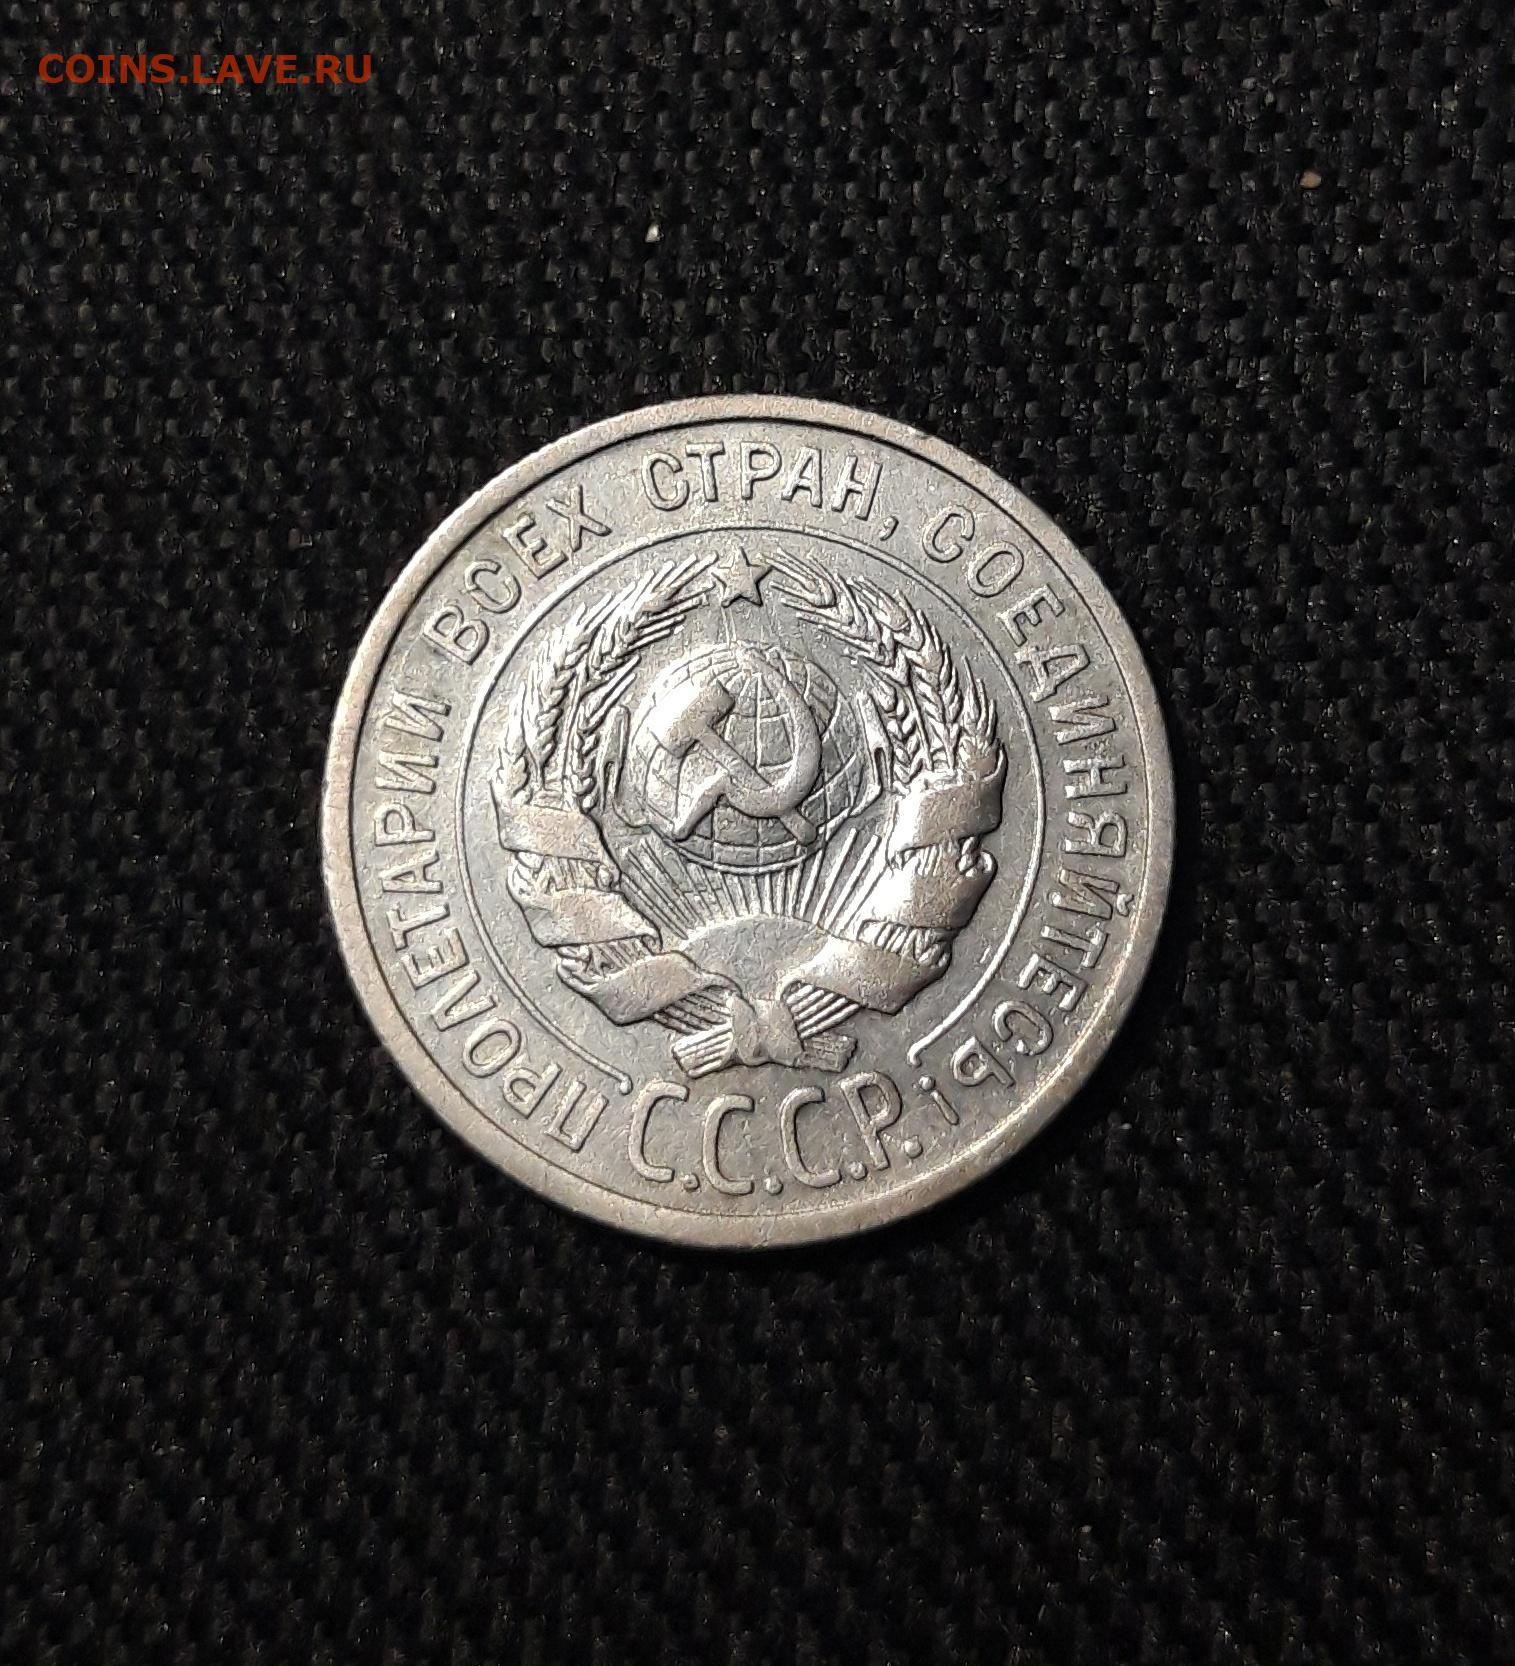 COINS.LAVE.RU
ПРОЛЕТАРИИ ВСЕХ СТРАН, СОЕДИНЯЙТЕСЬ!
С.С.С.Р.